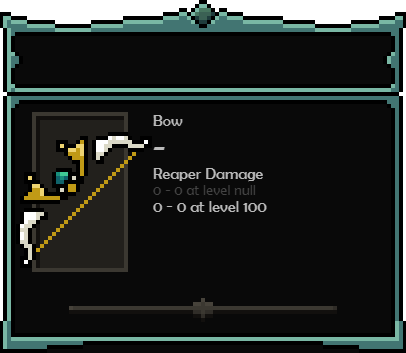 Bow
–
Reaper Damage
0 - 0 at level null
0 - 0 at level 100